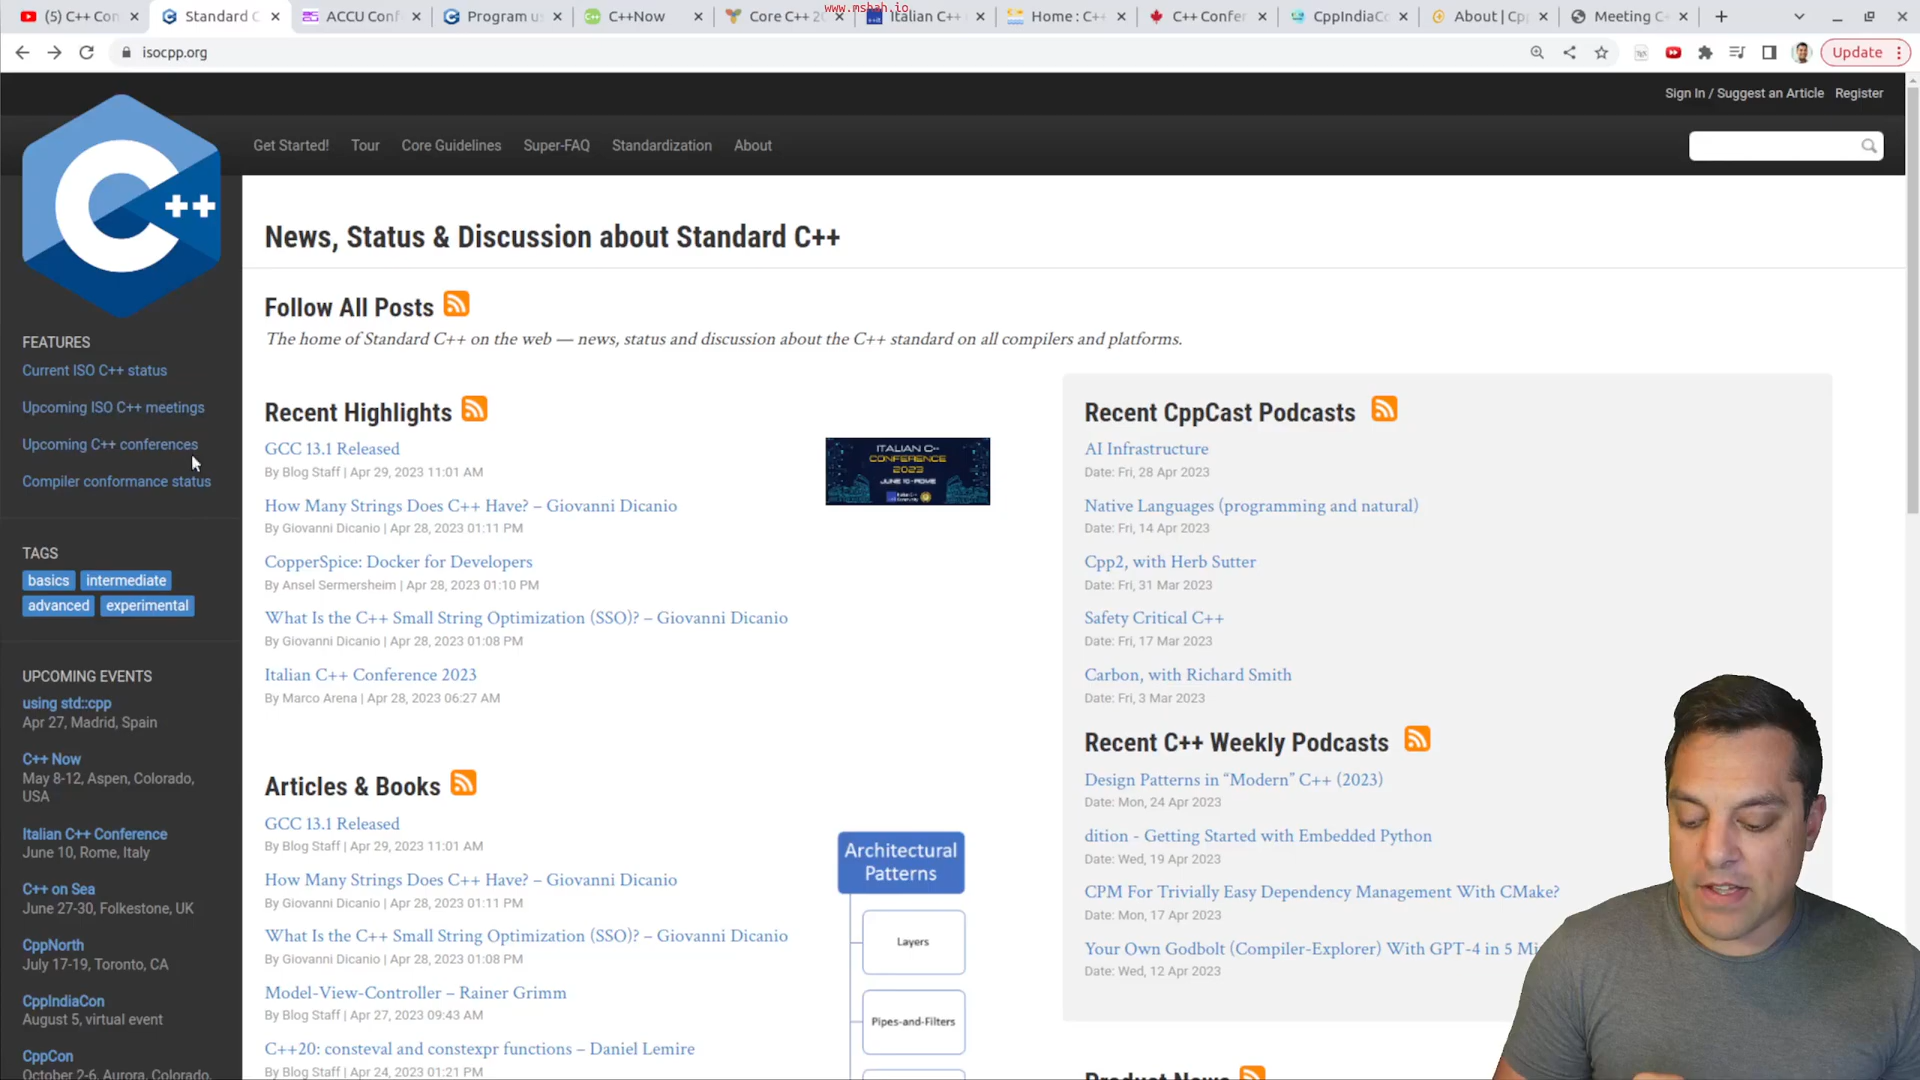 (5) C++ Con
Standard C
ACCU Conf
Program u
C++Now
Core C++ 20
Italian C++
Home : C++
C++ Confer
CppIndiaCo
About | Cp
Meeting C
www.mshah.io
isocpp.org
Update
Sign In / Suggest an Article Register
Get Started! Tour Core Guidelines Super-FAQ Standardization About
C++
News, Status & Discussion about Standard C++
Follow All Posts
The home of Standard C++ on the web — news, status and discussion about the C++ standard on all compilers and platforms.
FEATURES
Current ISO C++ status
Upcoming ISO C++ meetings
Upcoming C++ conferences
Compiler conformance status
TAGS
basics intermediate
advanced experimental
UPCOMING EVENTS
using std::cpp
Apr 27, Madrid, Spain
C++ Now
May 8-12, Aspen, Colorado,
USA
Italian C++ Conference
June 10, Rome, Italy
C++ on Sea
June 27-30, Folkestone, UK
CppNorth
July 17-19, Toronto, CA
CppIndiaCon
August 5, virtual event
CppCon
October 2-6, Aurora, Colorado,
Recent Highlights
GCC 13.1 Released
By Blog Staff | Apr 29, 2023 11:01 AM
How Many Strings Does C++ Have? – Giovanni Dicanio
By Giovanni Dicanio | Apr 28, 2023 01:11 PM
CopperSpice: Docker for Developers
By Ansel Sermersheim | Apr 28, 2023 01:10 PM
What Is the C++ Small String Optimization (SSO)? – Giovanni Dicanio
By Giovanni Dicanio | Apr 28, 2023 01:08 PM
Italian C++ Conference 2023
By Marco Arena | Apr 28, 2023 06:27 AM
ITALIAN C++
CONFERENCE
2023
JUNE 10 · ROME
Articles & Books
GCC 13.1 Released
By Blog Staff | Apr 29, 2023 11:01 AM
How Many Strings Does C++ Have? – Giovanni Dicanio
By Giovanni Dicanio | Apr 28, 2023 01:11 PM
What Is the C++ Small String Optimization (SSO)? – Giovanni Dicanio
By Giovanni Dicanio | Apr 28, 2023 01:08 PM
Model-View-Controller – Rainer Grimm
By Blog Staff | Apr 27, 2023 09:43 AM
C++20: consteval and constexpr functions – Daniel Lemire
By Blog Staff | Apr 24, 2023 01:21 PM
Architectural
Patterns
Layers
Pipes-and-Filters
Recent CppCast Podcasts
AI Infrastructure
Date: Fri, 28 Apr 2023
Native Languages (programming and natural)
Date: Fri, 14 Apr 2023
Cpp2, with Herb Sutter
Date: Fri, 31 Mar 2023
Safety Critical C++
Date: Fri, 17 Mar 2023
Carbon, with Richard Smith
Date: Fri, 3 Mar 2023
Recent C++ Weekly Podcasts
Design Patterns in “Modern” C++ (2023)
Date: Mon, 24 Apr 2023
dition - Getting Started with Embedded Python
Date: Wed, 19 Apr 2023
CPM For Trivially Easy Dependency Management With CMake?
Date: Mon, 17 Apr 2023
Your Own Godbolt (Compiler-Explorer) With GPT-4 in 5 Mi
Date: Wed, 12 Apr 2023
Product News